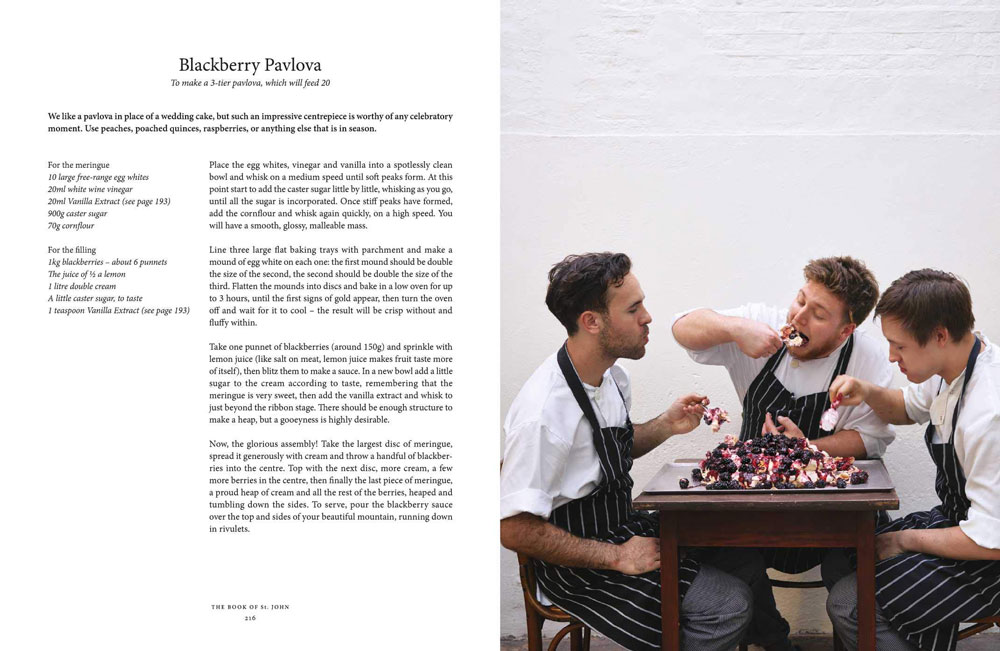 Blackberry Pavlova
To make a 3-tier pavlova, which will feed 20
We like a pavlova in place of a wedding cake, but such an impressive centrepiece is worthy of any celebratory
moment. Use peaches, poached quinces, raspberries, or anything else that is in season.
For the meringue
10 large free-range egg whites
20ml white wine vinegar
20ml Vanilla Extract (see page 193)
900g caster sugar
70g cornflour
For the filling
1kg blackberries – about 6 punnets
The juice of ½ a lemon
1 litre double cream
A little caster sugar, to taste
1 teaspoon Vanilla Extract (see page 193)
Place the egg whites, vinegar and vanilla into a spotlessly clean
bowl and whisk on a medium speed until soft peaks form. At this
point start to add the caster sugar little by little, whisking as you go,
until all the sugar is incorporated. Once stiff peaks have formed,
add the cornflour and whisk again quickly, on a high speed. You
will have a smooth, glossy, malleable mass.
Line three large flat baking trays with parchment and make a
mound of egg white on each one: the first mound should be double
the size of the second, the second should be double the size of the
third. Flatten the mounds into discs and bake in a low oven for up
to 3 hours, until the first signs of gold appear, then turn the oven
off and wait for it to cool – the result will be crisp without and
fluffy within.
Take one punnet of blackberries (around 150g) and sprinkle with
lemon juice (like salt on meat, lemon juice makes fruit taste more
of itself), then blitz them to make a sauce. In a new bowl add a little
sugar to the cream according to taste, remembering that the
meringue is very sweet, then add the vanilla extract and whisk to
just beyond the ribbon stage. There should be enough structure to
make a heap, but a gooeyness is highly desirable.
Now, the glorious assembly! Take the largest disc of meringue,
spread it generously with cream and throw a handful of blackber-
ries into the centre. Top with the next disc, more cream, a few
more berries in the centre, then finally the last piece of meringue,
a proud heap of cream and all the rest of the berries, heaped and
tumbling down the sides. To serve, pour the blackberry sauce
over the top and sides of your beautiful mountain, running down
in rivulets.
THE BOOK OF St. JOHN
216